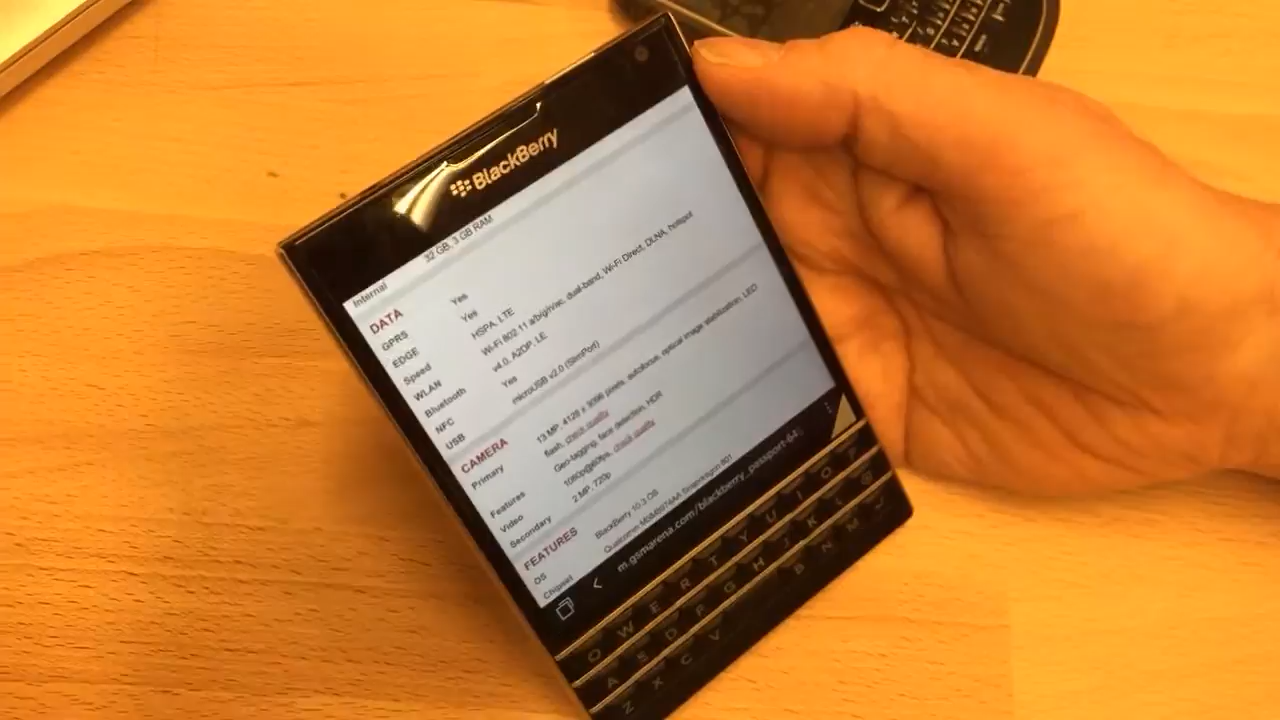 BlackBerry
Internal 32 GB, 3 GB RAM
DATA
GPRS Yes
EDGE Yes
Speed HSPA, LTE
WLAN Wi-Fi 802.11 a/b/g/n/ac, dual-band, Wi-Fi Direct, DLNA, hotspot
Bluetooth v4.0, A2DP, LE
NFC Yes
USB microUSB v2.0 (SlimPort)
CAMERA
Primary 13 MP, 4128 x 3096 pixels, autofocus, optical image stabilization, LED
flash, check quality
Features Geo-tagging, face detection, HDR
Video 1080p@60fps, check quality
Secondary 2 MP, 720p
FEATURES
OS BlackBerry 10.3 OS
Chipset Qualcomm MSM8974AA Snapdragon 801
m.gsmarena.com/blackberry_passport-64
Q W E R T Y U I O P
A S D F G H J K L
Z X C V B N M